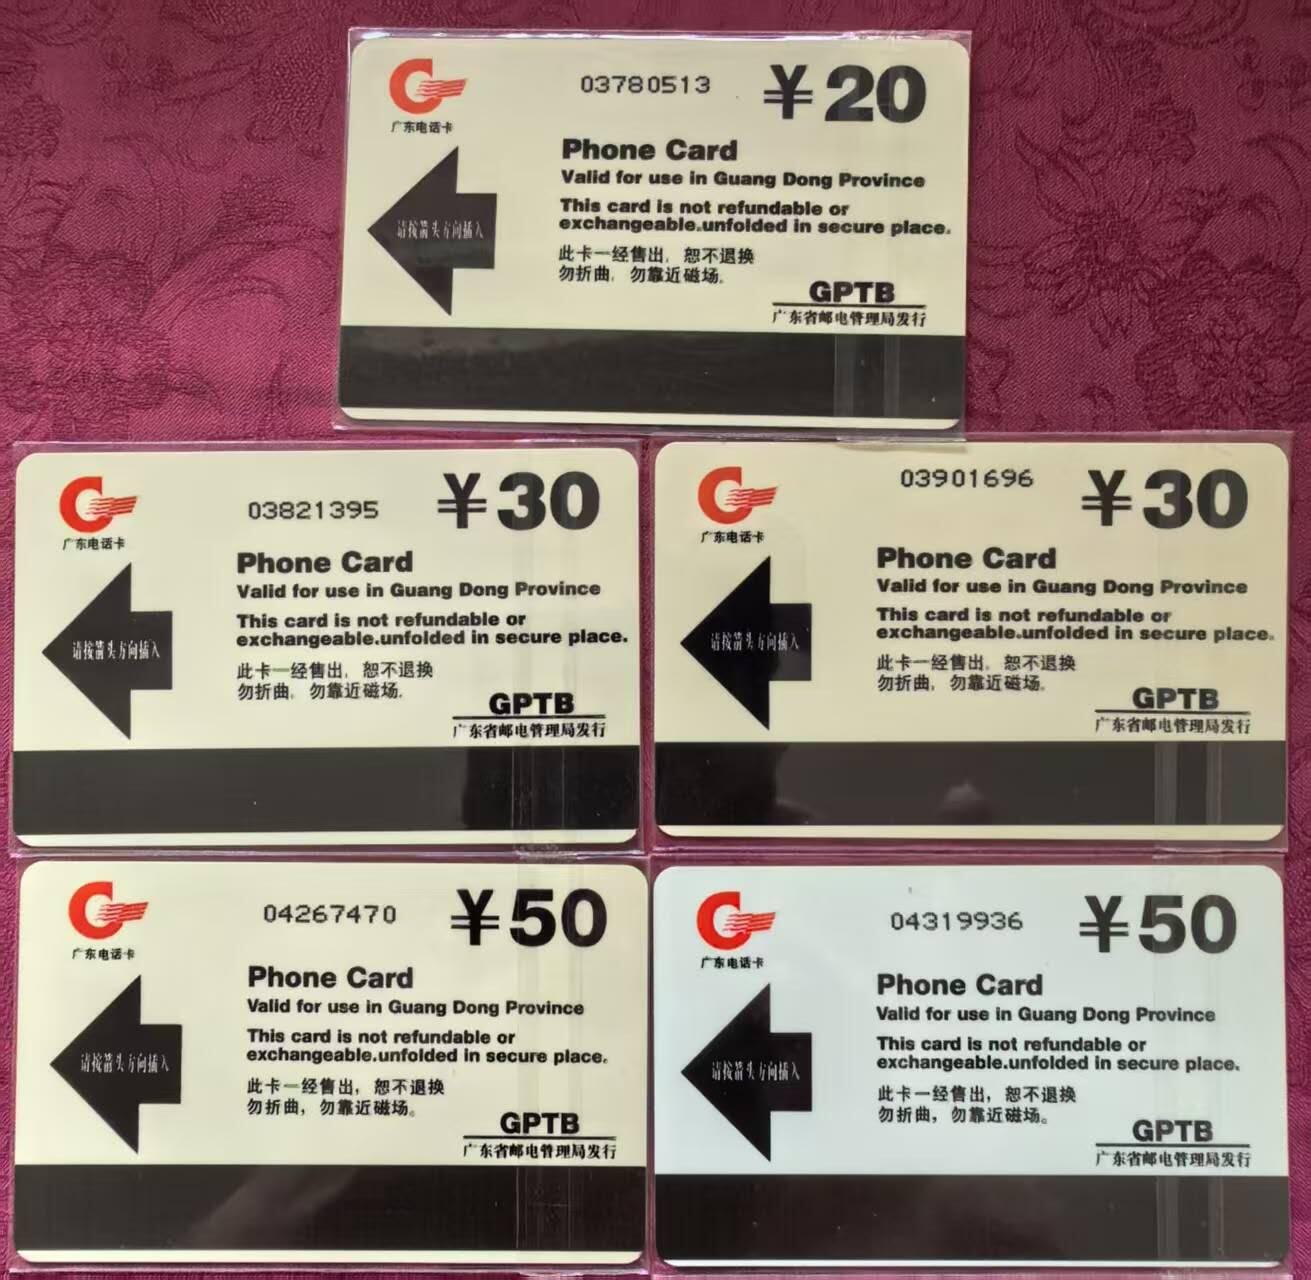 03780513
¥20
广东电话卡
Phone Card
Valid for use in Guang Dong Province
This card is not refundable or
exchangeable.unfolded in secure place.
请按箭头方向插入
此卡一经售出，恕不退换
勿折曲，勿靠近磁场。
GPTB
广东省邮电管理局发行
03821395
¥30
广东电话卡
Phone Card
Valid for use in Guang Dong Province
This card is not refundable or
exchangeable.unfolded in secure place.
请按箭头方向插入
此卡一经售出，恕不退换
勿折曲，勿靠近磁场。
GPTB
广东省邮电管理局发行
03901696
¥30
广东电话卡
Phone Card
Valid for use in Guang Dong Province
This card is not refundable or
exchangeable.unfolded in secure place.
请按箭头方向插入
此卡一经售出，恕不退换
勿折曲，勿靠近磁场。
GPTB
广东省邮电管理局发行
04267470
¥50
广东电话卡
Phone Card
Valid for use in Guang Dong Province
This card is not refundable or
exchangeable.unfolded in secure place.
请按箭头方向插入
此卡一经售出，恕不退换
勿折曲，勿靠近磁场。
GPTB
广东省邮电管理局发行
04319936
¥50
广东电话卡
Phone Card
Valid for use in Guang Dong Province
This card is not refundable or
exchangeable.unfolded in secure place.
请按箭头方向插入
此卡一经售出，恕不退换
勿折曲，勿靠近磁场。
GPTB
广东省邮电管理局发行